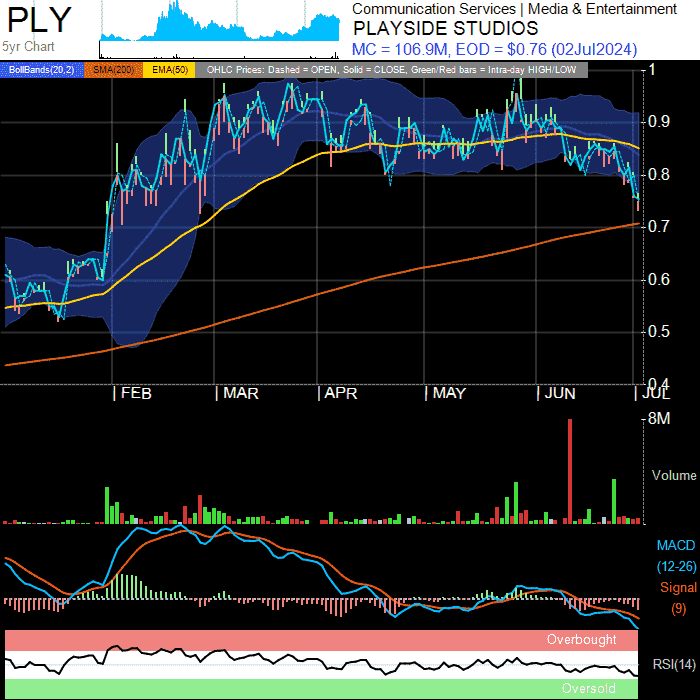 PLY
5yr Chart
Communication Services | Media & Entertainment
PLAYSIDE STUDIOS
MC = 106.9M, EOD = $0.76 (02Jul2024)
BollBands(20,2) SMA(200) EMA(50) OHLC Prices: Dashed = OPEN, Solid = CLOSE, Green/Red bars = Intra-day HIGH/LOW
1
0.9
0.8
0.7
0.6
0.5
0.4
FEB MAR APR MAY JUN JUL
8M
Volume
MACD
(12-26)
Signal
(9)
Overbought
RSI(14)
Oversold